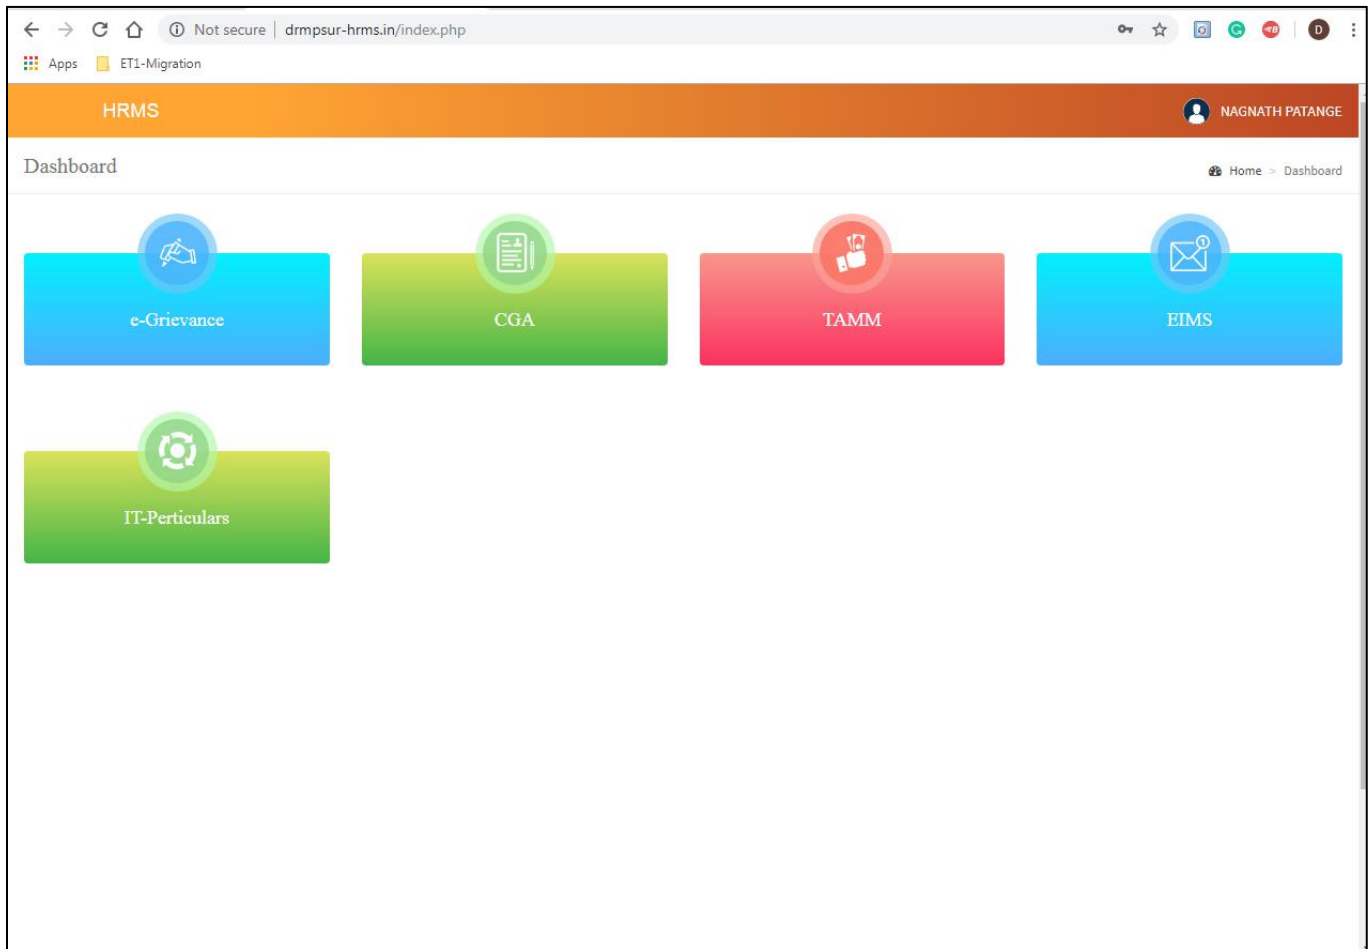 Not secure | drmpsur-hrms.in/index.php
Apps ET1-Migration
HRMS NAGNATH PATANGE
Dashboard Home > Dashboard
e-Grievance CGA TAMM EIMS
IT-Perticulars